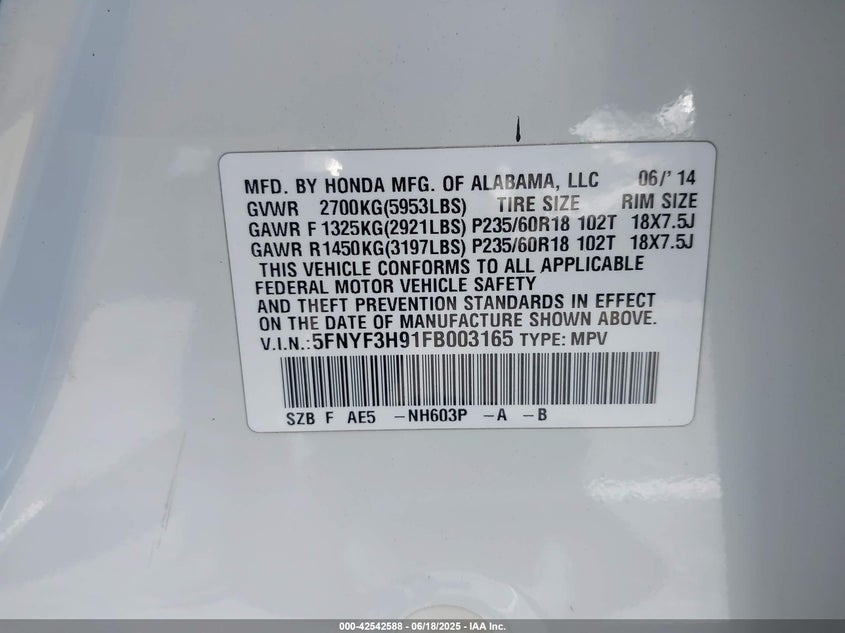 MFD. BY HONDA MFG. OF ALABAMA, LLC 06/' 14
GVWR 2700KG(5953LBS) TIRE SIZE RIM SIZE
GAWR F 1325KG(2921LBS) P235/60R18 102T 18X7.5J
GAWR R1450KG(3197LBS) P235/60R18 102T 18X7.5J
THIS VEHICLE CONFORMS TO ALL APPLICABLE
FEDERAL MOTOR VEHICLE SAFETY
AND THEFT PREVENTION STANDARDS IN EFFECT
ON THE DATE OF MANUFACTURE SHOWN ABOVE.
V.I.N.:5FNYF3H91FB003165 TYPE: MPV
SZB F AE5 -NH603P -A -B
000-42542588 - 06/18/2025 - IAA Inc.